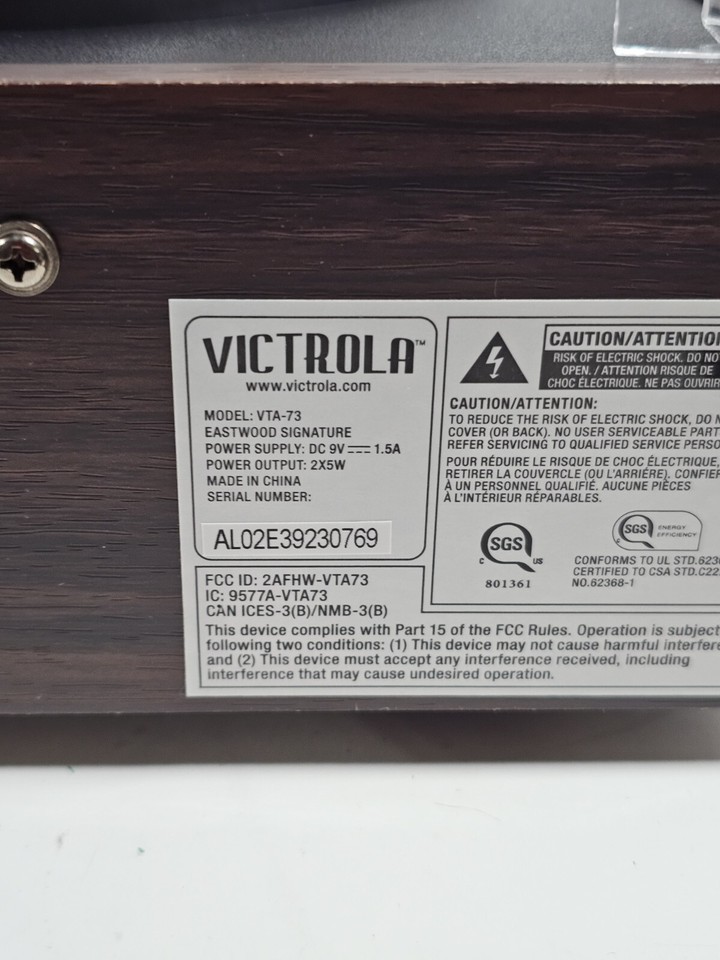 VICTROLA™
www.victrola.com
MODEL: VTA-73
EASTWOOD SIGNATURE
POWER SUPPLY: DC 9V ⎓ 1.5A
POWER OUTPUT: 2X5W
MADE IN CHINA
SERIAL NUMBER:
AL02E39230769
FCC ID: 2AFHW-VTA73
IC: 9577A-VTA73
CAN ICES-3(B)/NMB-3(B)
CAUTION/ATTENTION
RISK OF ELECTRIC SHOCK. DO NO
OPEN. / ATTENTION RISQUE DE
CHOC ÉLECTRIQUE. NE PAS OUVRIR
CAUTION/ATTENTION:
TO REDUCE THE RISK OF ELECTRIC SHOCK, DO N
COVER (OR BACK). NO USER SERVICEABLE PART
REFER SERVICING TO QUALIFIED SERVICE PERSO
POUR RÉDUIRE LE RISQUE DE CHOC ÉLECTRIQUE,
RETIRER LA COUVERCLE (OU L'ARRIÉRE). CONFIER
À UN PERSONNEL QUALIFIÉ. AUCUNE PIÈCES
À L'INTÉRIEUR RÉPARABLES.
SGS
C US
801361
SGS ENERGY
EFFICIENCY
C
CONFORMS TO UL STD.623
CERTIFIED TO CSA STD.C22
NO.62368-1
This device complies with Part 15 of the FCC Rules. Operation is subject
following two conditions: (1) This device may not cause harmful interfere
and (2) This device must accept any interference received, including
interference that may cause undesired operation.